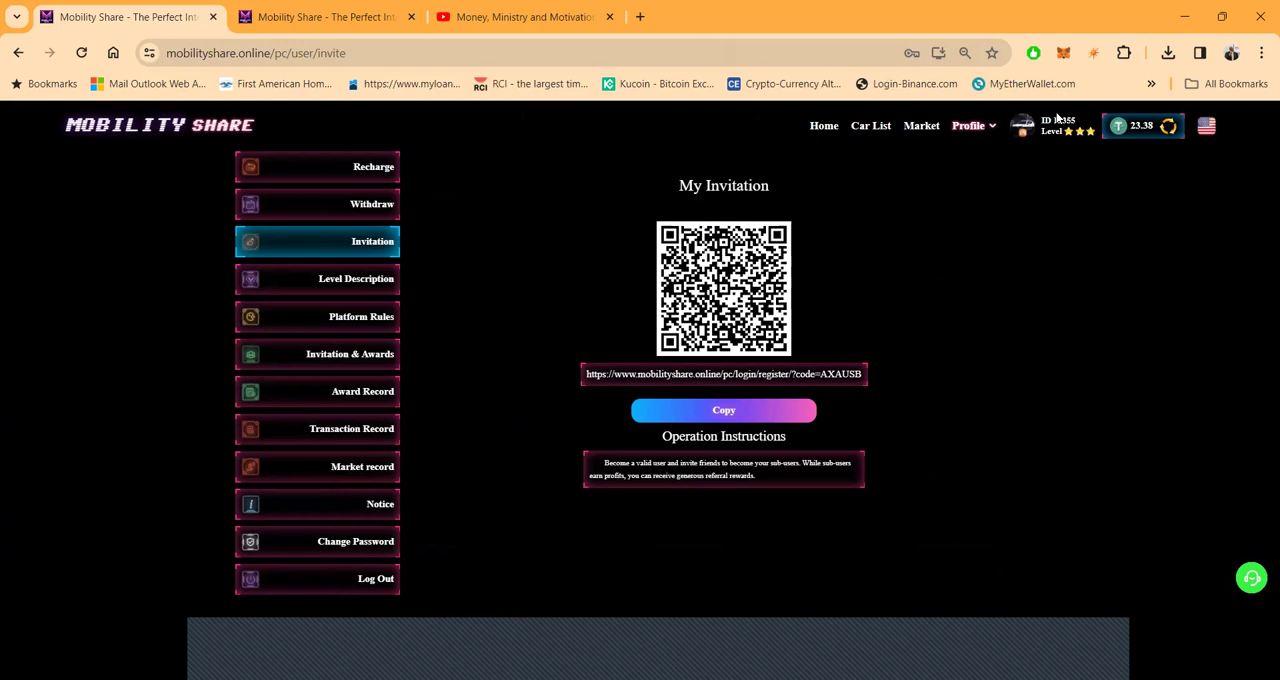 Mobility Share - The Perfect Int
Mobility Share - The Perfect Int
Money, Ministry and Motivation
mobilityshare.online/pc/user/invite
Bookmarks
Mail Outlook Web A...
First American Hom...
https://www.myloan...
RCI - the largest tim...
Kucoin - Bitcoin Exc...
Crypto-Currency Alt...
Login-Binance.com
MyEtherWallet.com
All Bookmarks
MOBILITY SHARE
Home
Car List
Market
Profile
Level
23.38
Recharge
Withdraw
Invitation
Level Description
Platform Rules
Invitation & Awards
Award Record
Transaction Record
Market record
Notice
Change Password
Log Out
My Invitation
https://www.mobilityshare.online/pc/login/register/?code=AXAUSB
Copy
Operation Instructions
Become a valid user and invite friends to become your sub-users. While sub-users
earn profits, you can receive generous referral rewards.